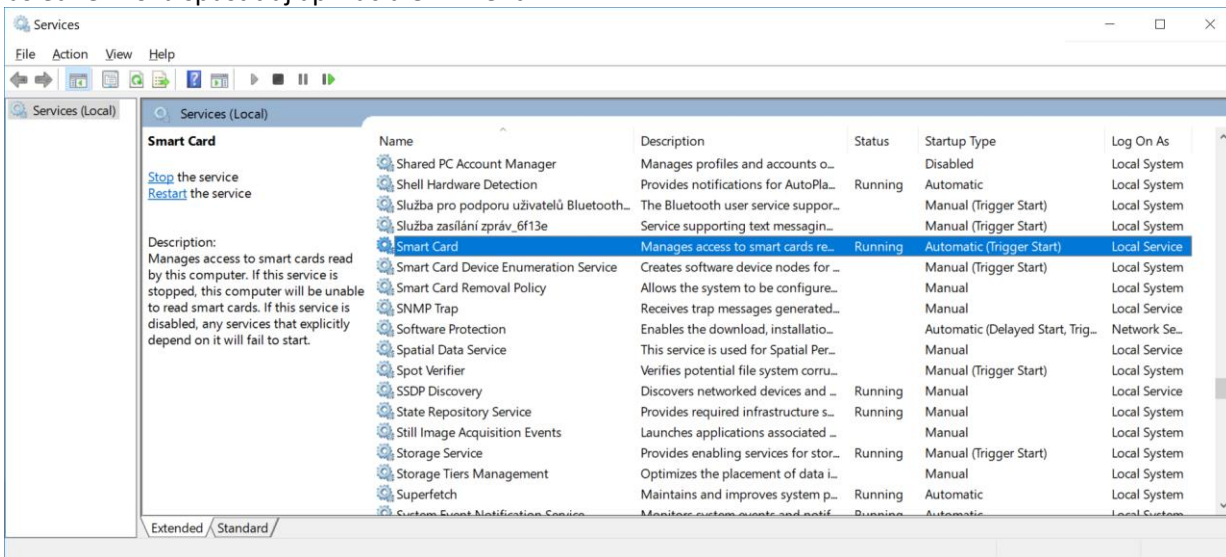 Services
File Action View Help
Services (Local)
Services (Local)
Smart Card
Stop the service
Restart the service
Description:
Manages access to smart cards read
by this computer. If this service is
stopped, this computer will be unable
to read smart cards. If this service is
disabled, any services that explicitly
depend on it will fail to start.
Name Description Status Startup Type Log On As
Shared PC Account Manager Manages profiles and accounts o... Disabled Local System
Shell Hardware Detection Provides notifications for AutoPla... Running Automatic Local System
Služba pro podporu uživatelů Bluetooth... The Bluetooth user service suppor... Manual (Trigger Start) Local System
Služba zasílání zpráv_6f13e Service supporting text messagin... Manual (Trigger Start) Local System
Smart Card Manages access to smart cards re... Running Automatic (Trigger Start) Local Service
Smart Card Device Enumeration Service Creates software device nodes for ... Manual (Trigger Start) Local System
Smart Card Removal Policy Allows the system to be configure... Manual Local System
SNMP Trap Receives trap messages generated... Manual Local Service
Software Protection Enables the download, installatio... Automatic (Delayed Start, Trig... Network Se...
Spatial Data Service This service is used for Spatial Per... Manual Local Service
Spot Verifier Verifies potential file system corru... Manual (Trigger Start) Local System
SSDP Discovery Discovers networked devices and ... Running Manual Local Service
State Repository Service Provides required infrastructure s... Running Manual Local System
Still Image Acquisition Events Launches applications associated ... Manual Local System
Storage Service Provides enabling services for stor... Running Manual (Trigger Start) Local System
Storage Tiers Management Optimizes the placement of data i... Manual Local System
Superfetch Maintains and improves system p... Running Automatic Local System
System Event Notification Service Monitors system events and notif... Running Automatic Local System
Extended Standard